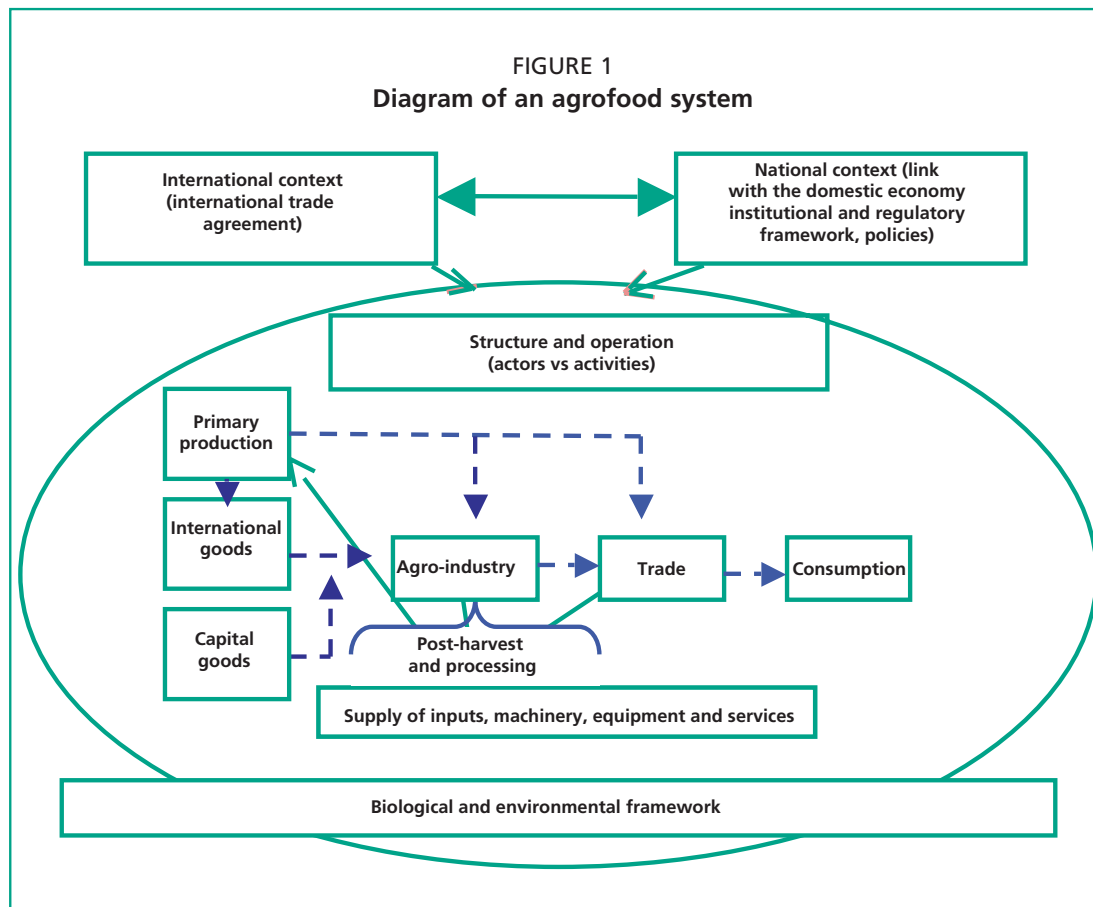 FIGURE 1
Diagram of an agrofood system
International context
(international trade
agreement)
National context (link
with the domestic economy
institutional and regulatory
framework, policies)
Structure and operation
(actors vs activities)
Primary
production
International
goods
Capital
goods
Agro-industry
Trade
Consumption
Post-harvest
and processing
Supply of inputs, machinery, equipment and services
Biological and environmental framework